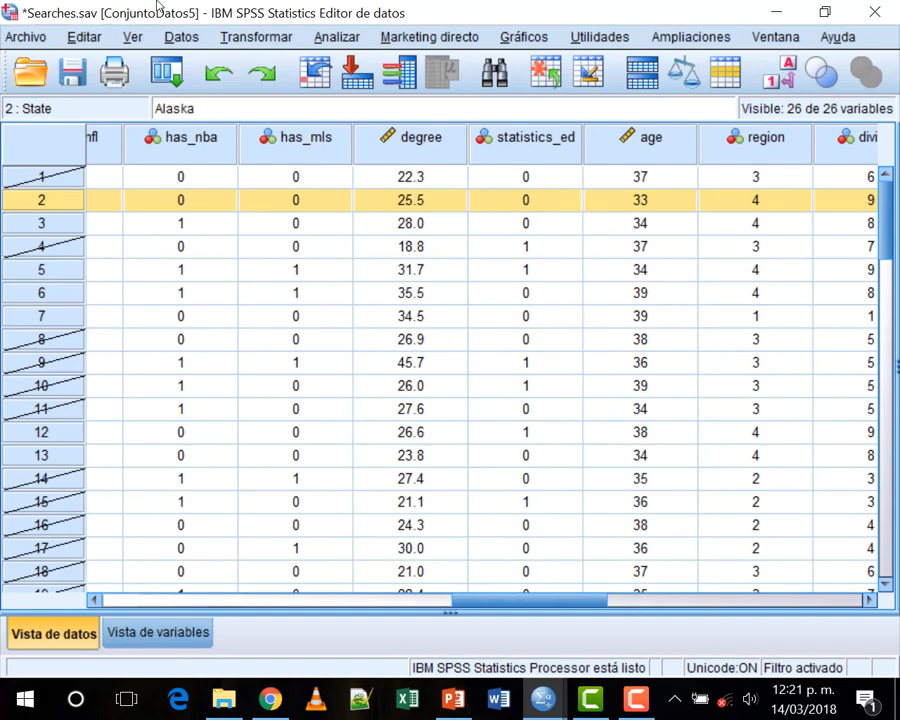 *Searches.sav [ConjuntoDatos5] - IBM SPSS Statistics Editor de datos
Archivo Editar Ver Datos Transformar Analizar Marketing directo Gráficos Utilidades Ampliaciones Ventana Ayuda
2 : State Alaska Visible: 26 de 26 variables
nfl has_nba has_mls degree statistics_ed age region divi
1 0 0 22.3 0 37 3 6
2 0 0 25.5 0 33 4 9
3 1 0 28.0 0 34 4 8
4 0 0 18.8 1 37 3 7
5 1 1 31.7 1 34 4 9
6 1 1 35.5 0 39 4 8
7 0 0 34.5 0 39 1 1
8 0 0 26.9 0 38 3 5
9 1 1 45.7 1 36 3 5
10 1 0 26.0 1 39 3 5
11 1 0 27.6 0 34 3 5
12 0 0 26.6 1 38 4 9
13 0 0 23.8 0 34 4 8
14 1 1 27.4 0 35 2 3
15 1 0 21.1 1 36 2 3
16 0 0 24.3 0 38 2 4
17 0 1 30.0 0 36 2 4
18 0 0 21.0 0 37 3 6
Vista de datos Vista de variables
IBM SPSS Statistics Processor está listo Unicode:ON Filtro activado
12:21 p. m.
14/03/2018
1